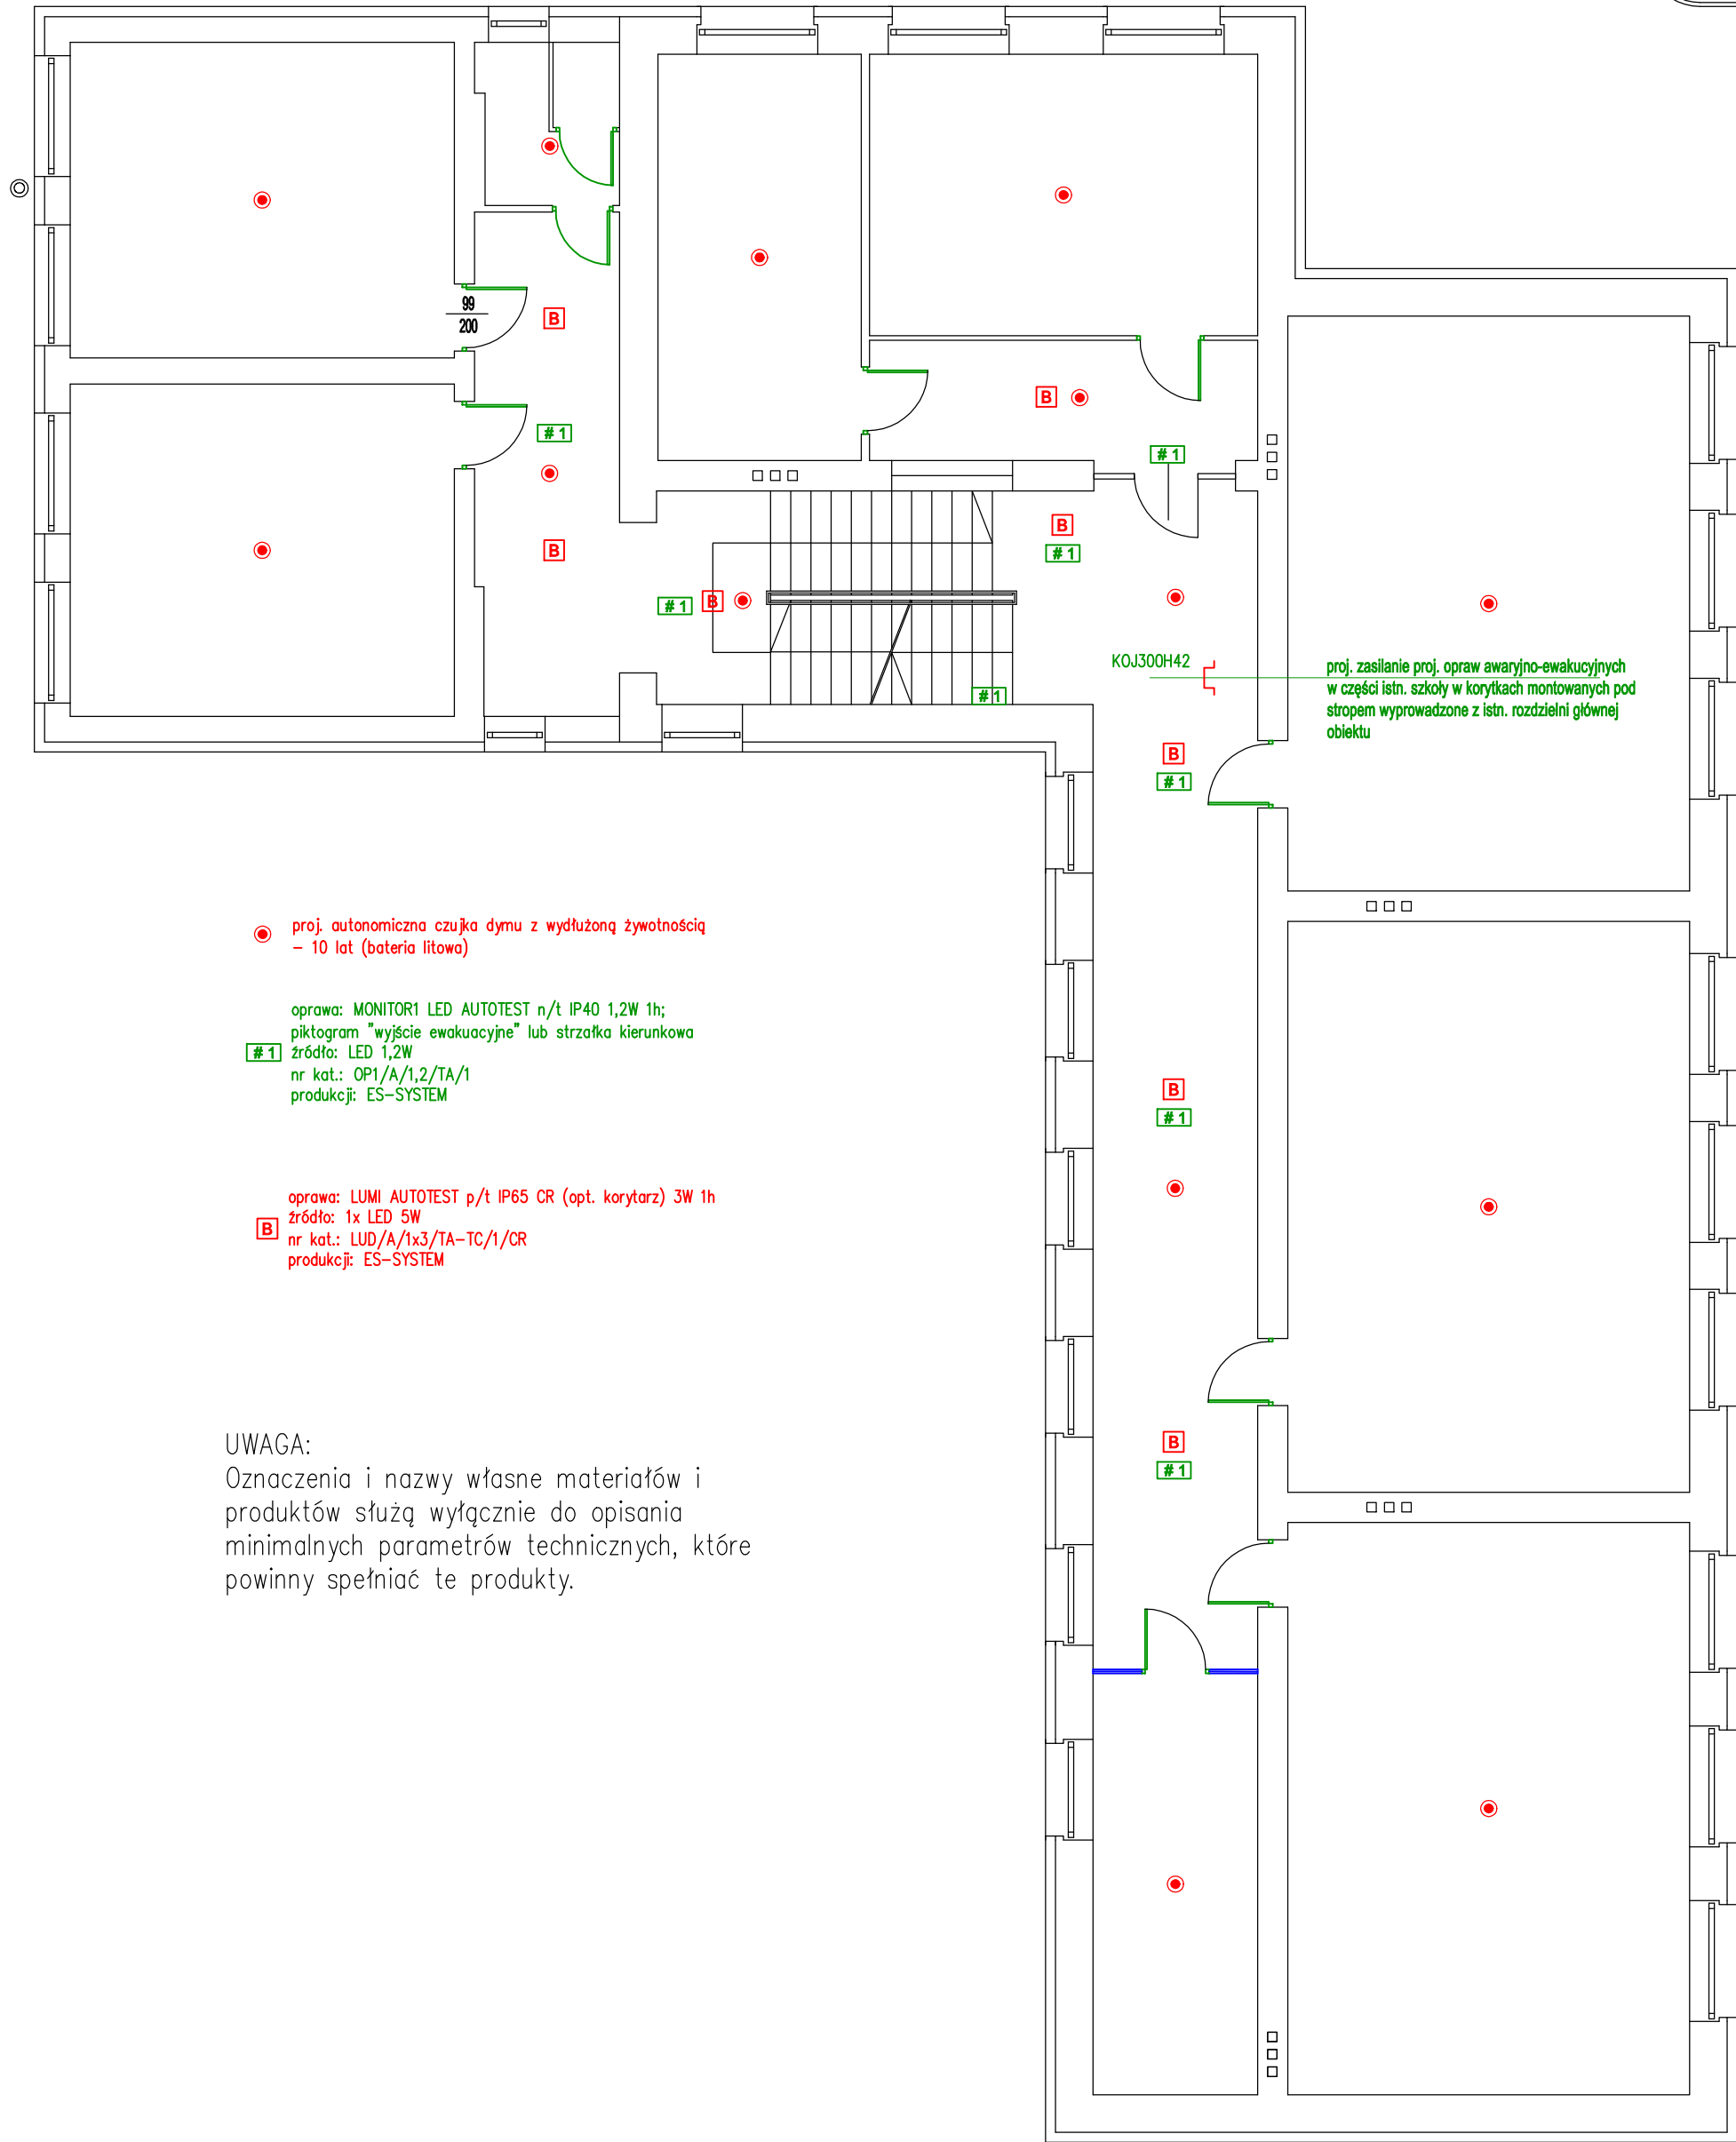 99
200
B
# 1
B
# 1
B
B
# 1
B
# 1
# 1
KOJ300H42
proj. zasilanie proj. opraw awaryjno-ewakucyjnych
w części istn. szkoły w korytkach montowanych pod
stropem wyprowadzone z istn. rozdzielni głównej
obiektu
B
# 1
B
# 1
B
# 1
proj. autonomiczna czujka dymu z wydłużoną żywotnością
– 10 lat (bateria litowa)
oprawa: MONITOR1 LED AUTOTEST n/t IP40 1,2W 1h;
piktogram "wyjście ewakuacyjne" lub strzałka kierunkowa
# 1 źródło: LED 1,2W
nr kat.: OP1/A/1,2/TA/1
produkcji: ES–SYSTEM
oprawa: LUMI AUTOTEST p/t IP65 CR (opt. korytarz) 3W 1h
źródło: 1x LED 5W
B nr kat.: LUD/A/1x3/TA–TC/1/CR
produkcji: ES–SYSTEM
UWAGA:
Oznaczenia i nazwy własne materiałów i
produktów służą wyłącznie do opisania
minimalnych parametrów technicznych, które
powinny spełniać te produkty.